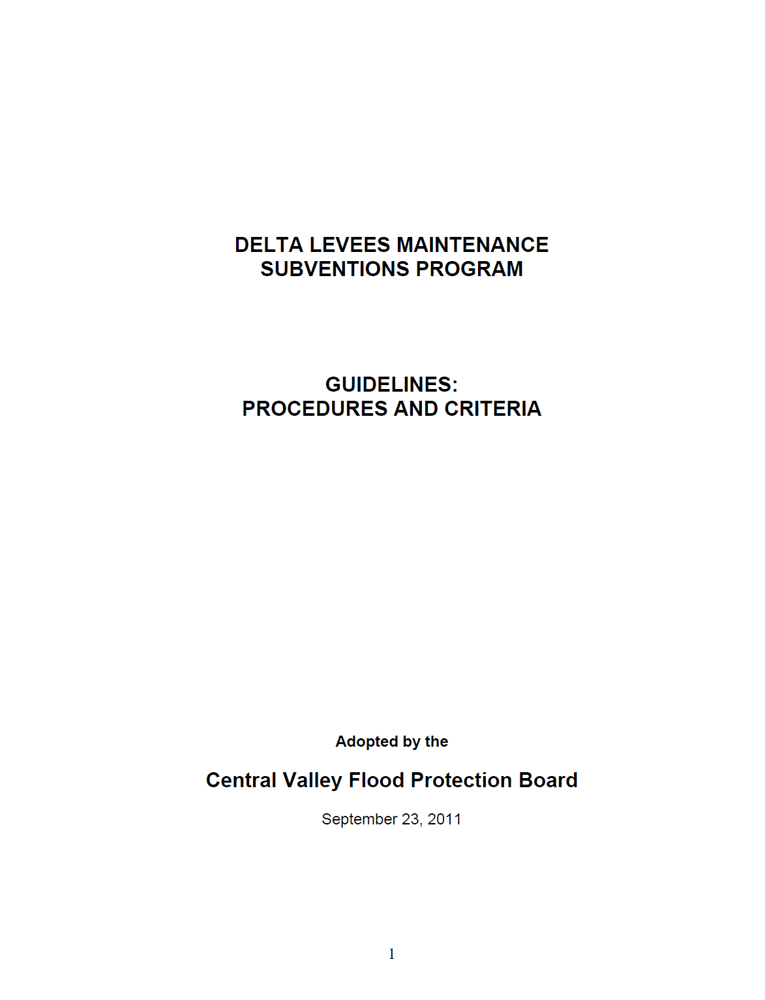 DELTA LEVEES MAINTENANCE
SUBVENTIONS PROGRAM
GUIDELINES:
PROCEDURES AND CRITERIA
Adopted by the
Central Valley Flood Protection Board
September 23, 2011
1